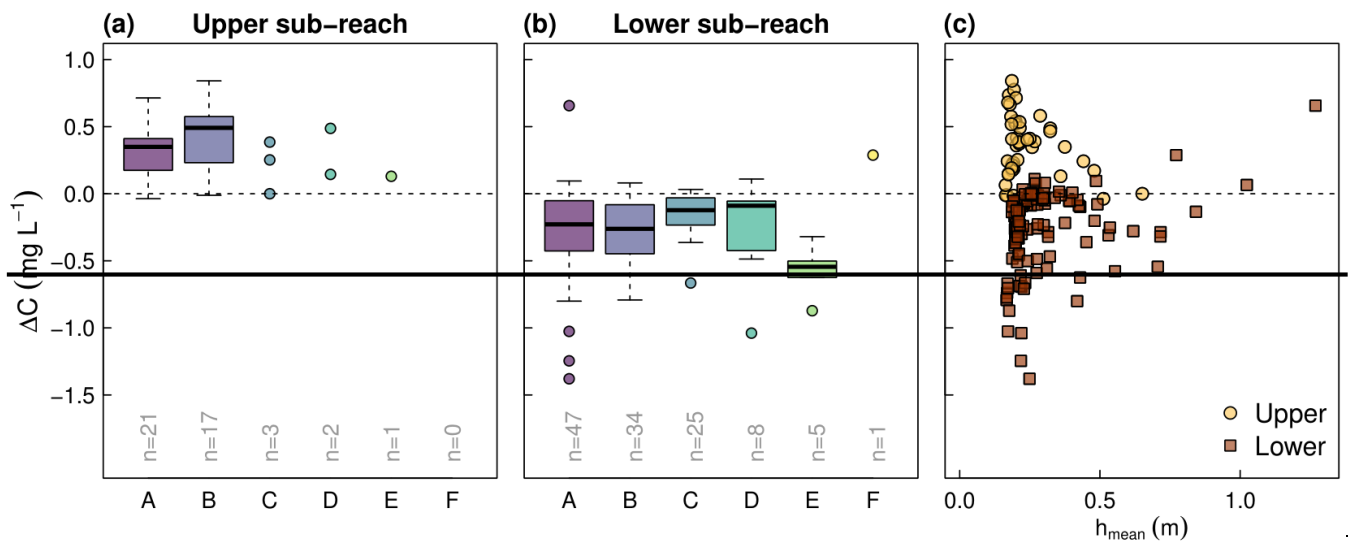 (a) Upper sub−reach
(b) Lower sub−reach
(c)
ΔC (mg L⁻¹)
1.0
0.5
0.0
−0.5
−1.0
−1.5
n=21
n=17
n=3
n=2
n=1
n=0
A B C D E F
n=47
n=34
n=25
n=8
n=5
n=1
A B C D E F
Upper
Lower
0.0 0.5 1.0
hmean (m)